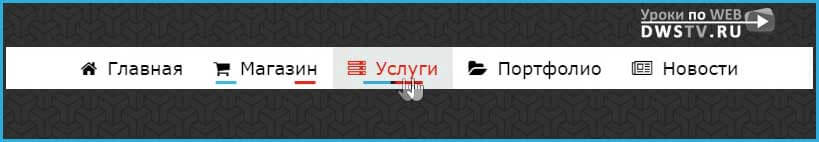 Уроки по WEB
DWSTV.RU
Главная Магазин Услуги Портфолио Новости